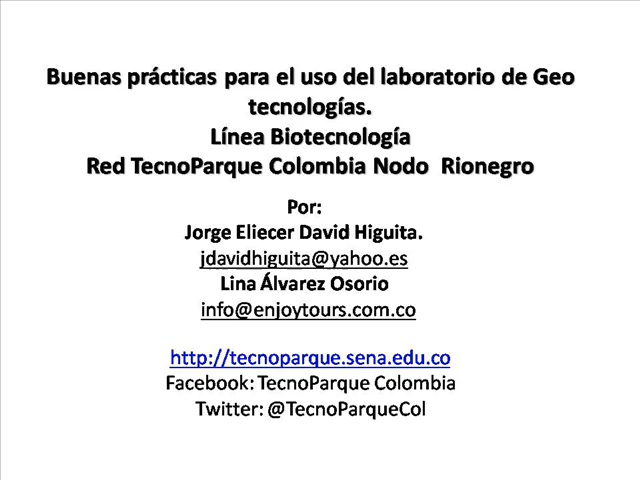 Buenas prácticas para el uso del laboratorio de Geo
tecnologías.
Línea Biotecnología
Red TecnoParque Colombia Nodo Rionegro
Por:
Jorge Eliecer David Higuita.
jdavidhiguita@yahoo.es
Lina Álvarez Osorio
info@enjoytours.com.co
http://tecnoparque.sena.edu.co
Facebook: TecnoParque Colombia
Twitter: @TecnoParqueCol